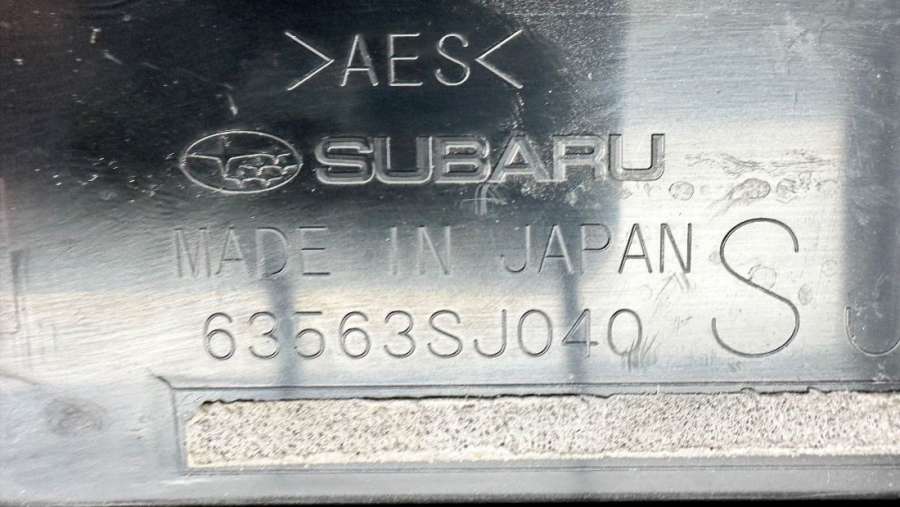 >AES<
SUBARU
MADE IN JAPAN
63563SJ040
S